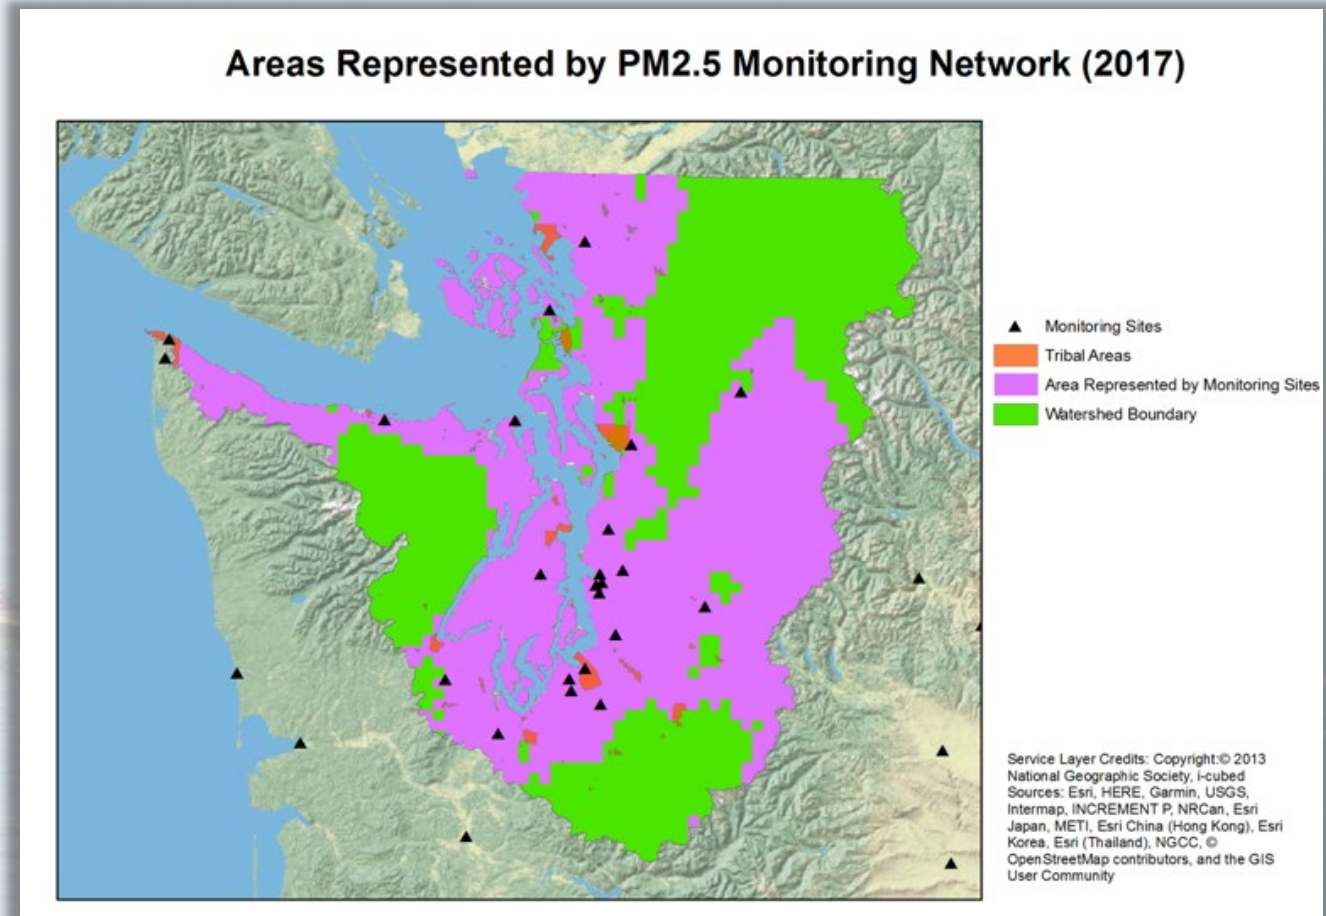 Areas Represented by PM2.5 Monitoring Network (2017)
Monitoring Sites
Tribal Areas
Area Represented by Monitoring Sites
Watershed Boundary
Service Layer Credits: Copyright:© 2013
National Geographic Society, i-cubed
Sources: Esri, HERE, Garmin, USGS,
Intermap, INCREMENT P, NRCan, Esri
Japan, METI, Esri China (Hong Kong), Esri
Korea, Esri (Thailand), NGCC, ©
OpenStreetMap contributors, and the GIS
User Community